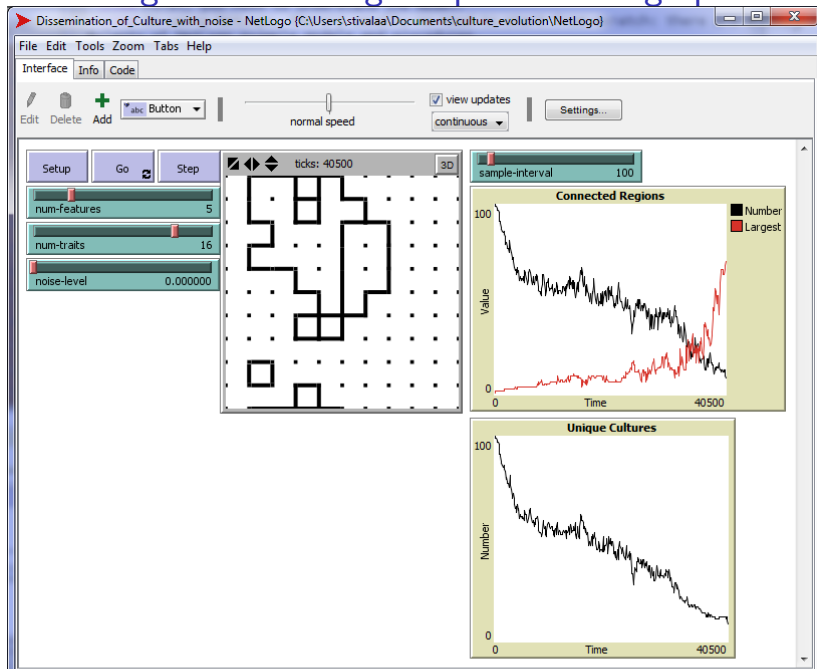 Dissemination_of_Culture_with_noise - NetLogo {C:\Users\stivalaa\Documents\culture_evolution\NetLogo}
File Edit Tools Zoom Tabs Help
Interface Info Code
Edit Delete Add abc Button normal speed view updates continuous Settings...
Setup Go Step ticks: 40500 3D
num-features 5
num-traits 16
noise-level 0.000000
sample-interval 100
Connected Regions
100
Value
0
0 Time 40500
Number
Largest
Unique Cultures
100
Number
0
0 Time 40500